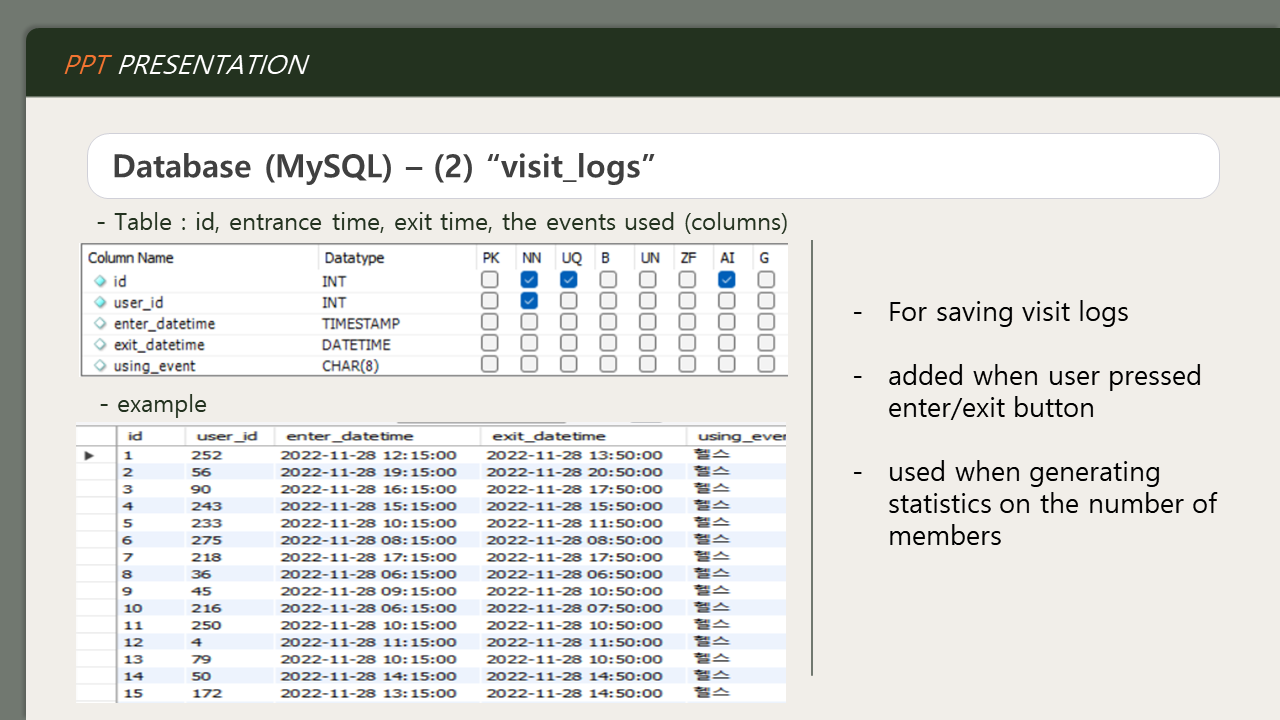 PPT PRESENTATION
Database (MySQL) – (2) “visit_logs”
- Table : id, entrance time, exit time, the events used (columns)
Column Name Datatype PK NN UQ B UN ZF AI G
id INT
user_id INT
enter_datetime TIMESTAMP
exit_datetime DATETIME
using_event CHAR(8)
- example
id user_id enter_datetime exit_datetime using_ever
1 252 2022-11-28 12:15:00 2022-11-28 13:50:00 헬스
2 56 2022-11-28 19:15:00 2022-11-28 20:50:00 헬스
3 90 2022-11-28 16:15:00 2022-11-28 17:50:00 헬스
4 243 2022-11-28 15:15:00 2022-11-28 15:50:00 헬스
5 233 2022-11-28 10:15:00 2022-11-28 11:50:00 헬스
6 275 2022-11-28 08:15:00 2022-11-28 08:50:00 헬스
7 218 2022-11-28 17:15:00 2022-11-28 17:50:00 헬스
8 36 2022-11-28 06:15:00 2022-11-28 06:50:00 헬스
9 45 2022-11-28 09:15:00 2022-11-28 10:50:00 헬스
10 216 2022-11-28 06:15:00 2022-11-28 07:50:00 헬스
11 250 2022-11-28 10:15:00 2022-11-28 10:50:00 헬스
12 4 2022-11-28 11:15:00 2022-11-28 11:50:00 헬스
13 79 2022-11-28 10:15:00 2022-11-28 10:50:00 헬스
14 50 2022-11-28 14:15:00 2022-11-28 14:50:00 헬스
15 172 2022-11-28 13:15:00 2022-11-28 14:50:00 헬스
- For saving visit logs
- added when user pressed
enter/exit button
- used when generating
statistics on the number of
members